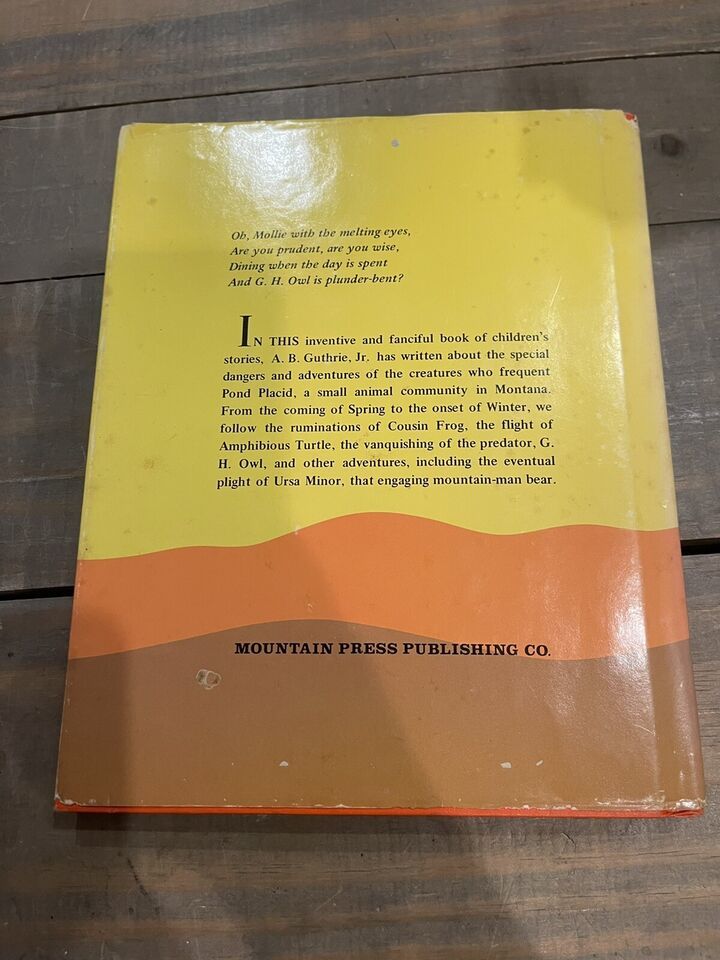 Oh, Mollie with the melting eyes,
Are you prudent, are you wise,
Dining when the day is spent
And G. H. Owl is plunder-bent?
IN THIS inventive and fanciful book of children's
stories, A. B. Guthrie, Jr. has written about the special
dangers and adventures of the creatures who frequent
Pond Placid, a small animal community in Montana.
From the coming of Spring to the onset of Winter, we
follow the ruminations of Cousin Frog, the flight of
Amphibious Turtle, the vanquishing of the predator, G.
H. Owl, and other adventures, including the eventual
plight of Ursa Minor, that engaging mountain-man bear.
MOUNTAIN PRESS PUBLISHING CO.